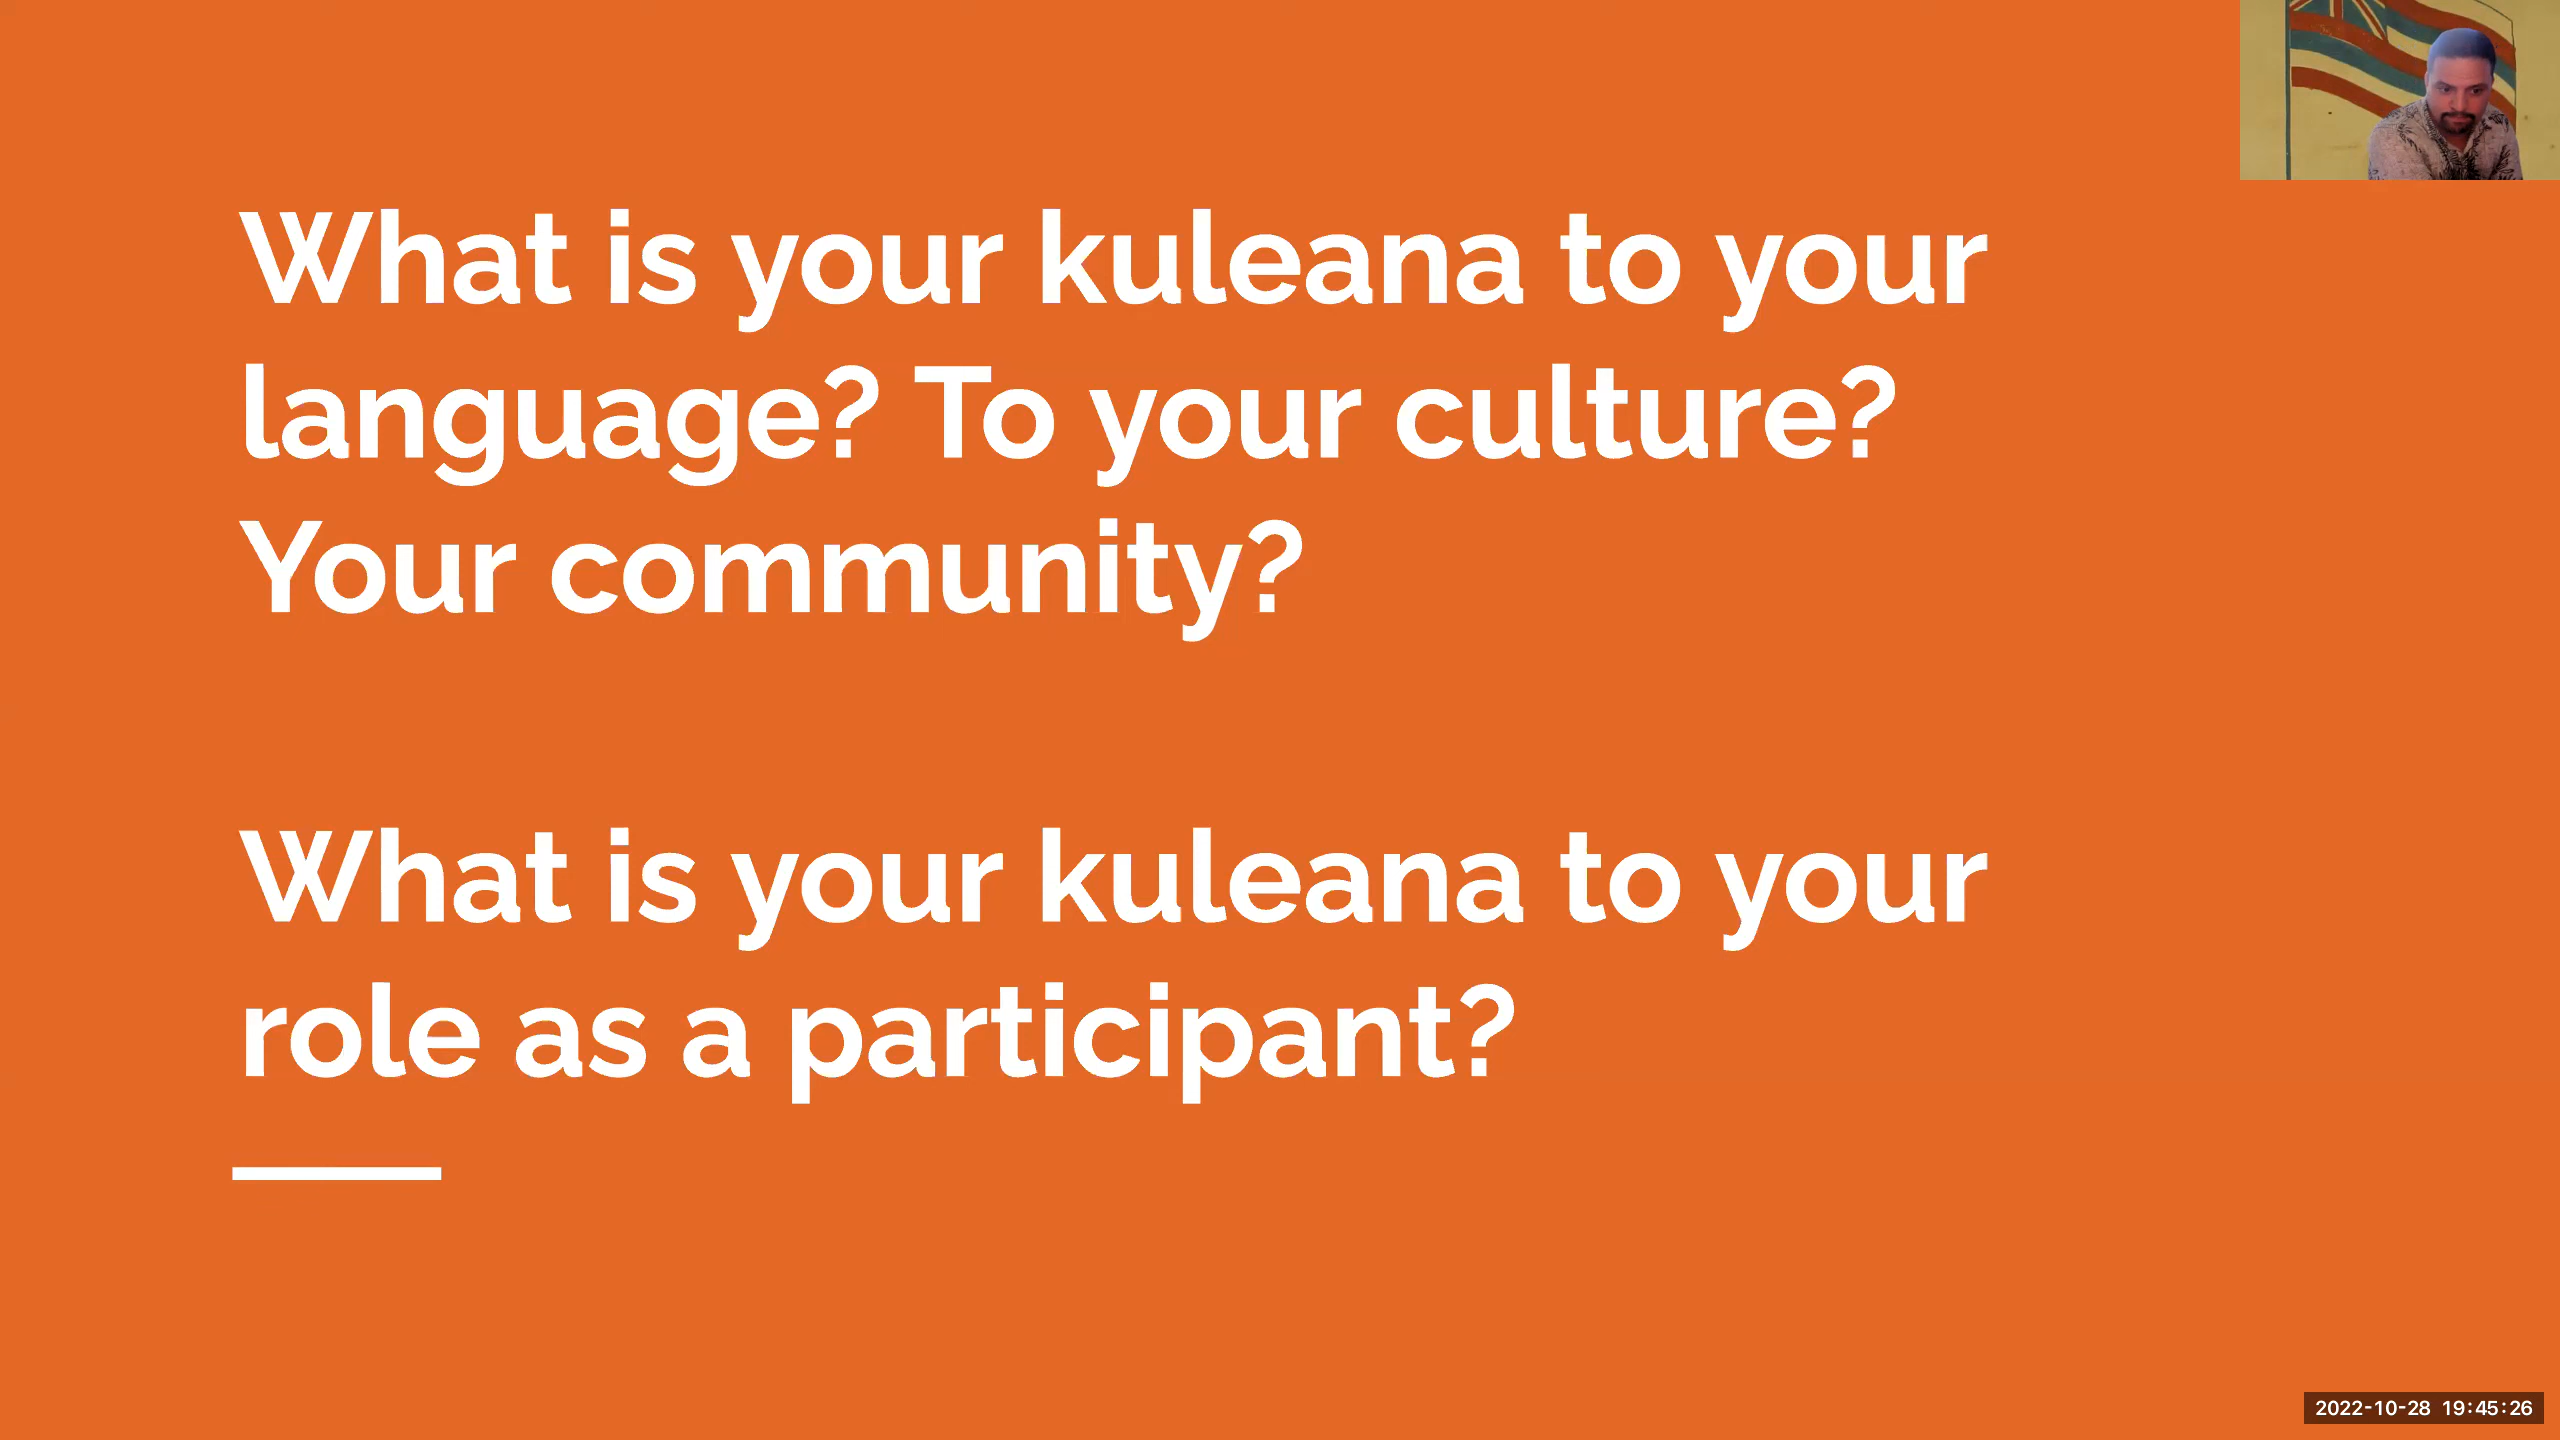 What is your kuleana to your
language? To your culture?
Your community?
What is your kuleana to your
role as a participant?
2022-10-28 19:45:26